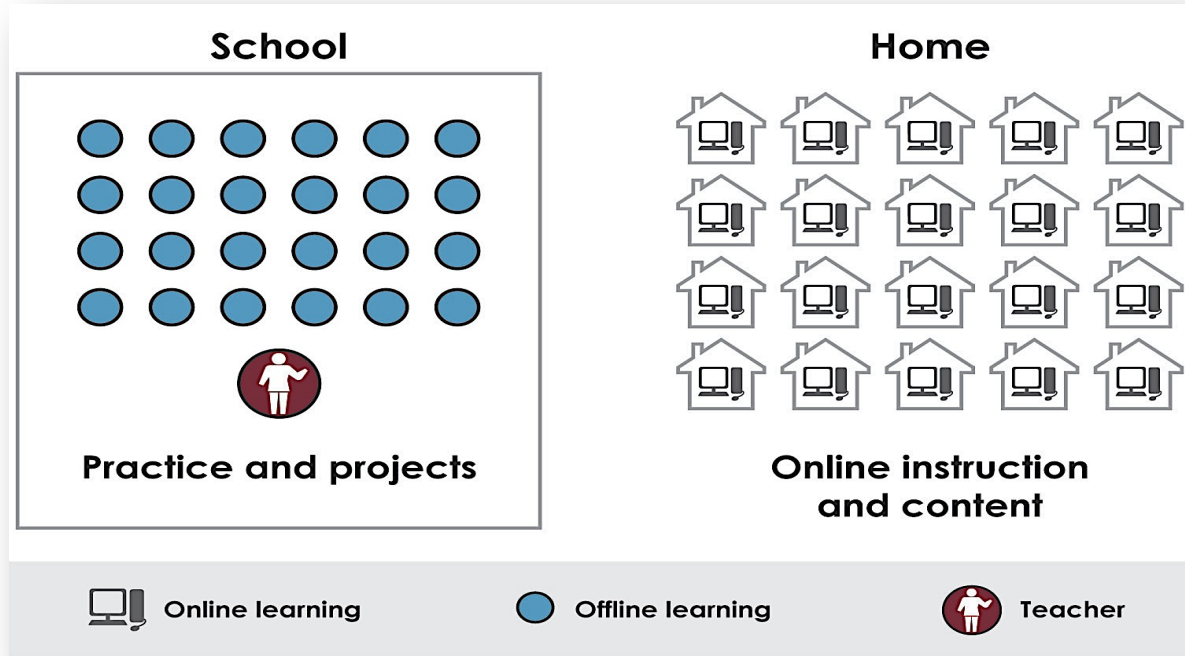 School
Home
Practice and projects
Online instruction
and content
Online learning
Offline learning
Teacher